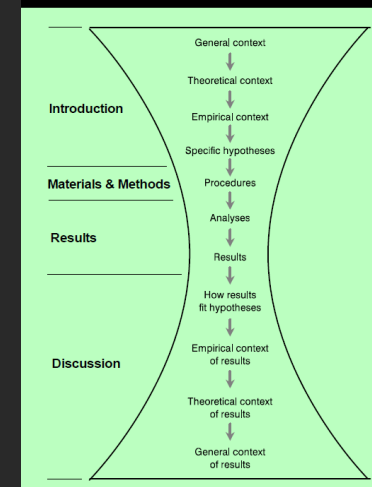 General context
Theoretical context
Introduction
Empirical context
Specific hypotheses
Materials & Methods
Procedures
Analyses
Results
Results
How results
fit hypotheses
Empirical context
of results
Discussion
Theoretical context
of results
General context
of results